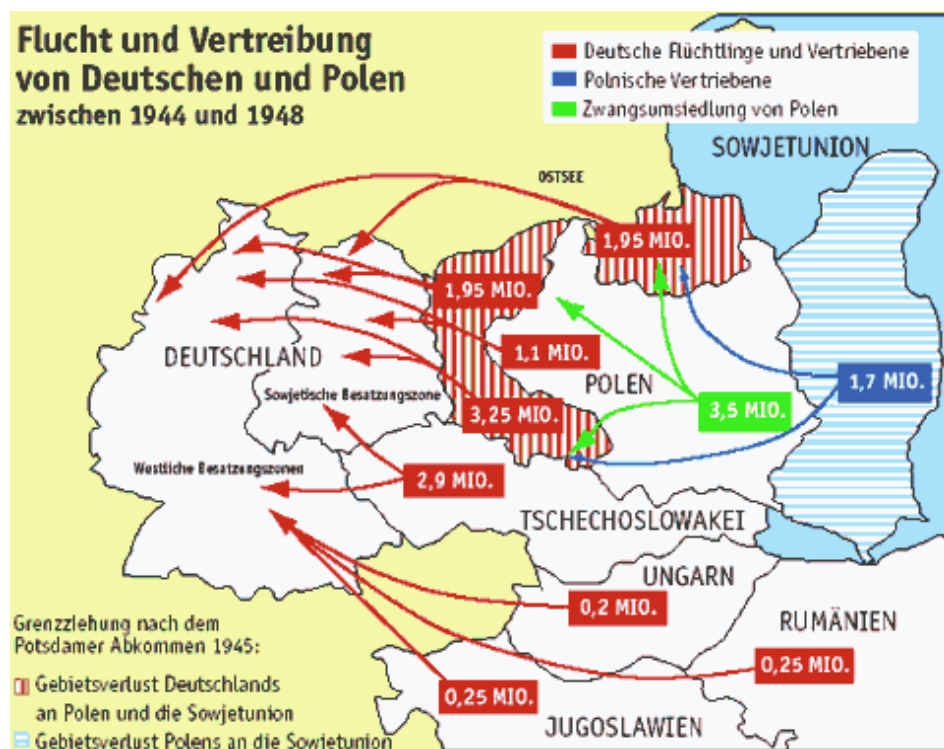 Flucht und Vertreibung
von Deutschen und Polen
zwischen 1944 und 1948
Deutsche Flüchtlinge und Vertriebene
Polnische Vertriebene
Zwangsumsiedlung von Polen
SOWJETUNION
OSTSEE
1,95 MIO.
1,95 MIO.
1,1 MIO.
DEUTSCHLAND
POLEN
1,7 MIO.
Sowjetische Besatzungszone
3,25 MIO.
3,5 MIO.
Westliche Besatzungszonen
2,9 MIO.
TSCHECHOSLOWAKEI
UNGARN
0,2 MIO.
RUMÄNIEN
Grenzziehung nach dem
Potsdamer Abkommen 1945:
0,25 MIO.
Gebietsverlust Deutschlands
an Polen und die Sowjetunion
0,25 MIO.
JUGOSLAWIEN
Gebietsverlust Polens an die Sowjetunion